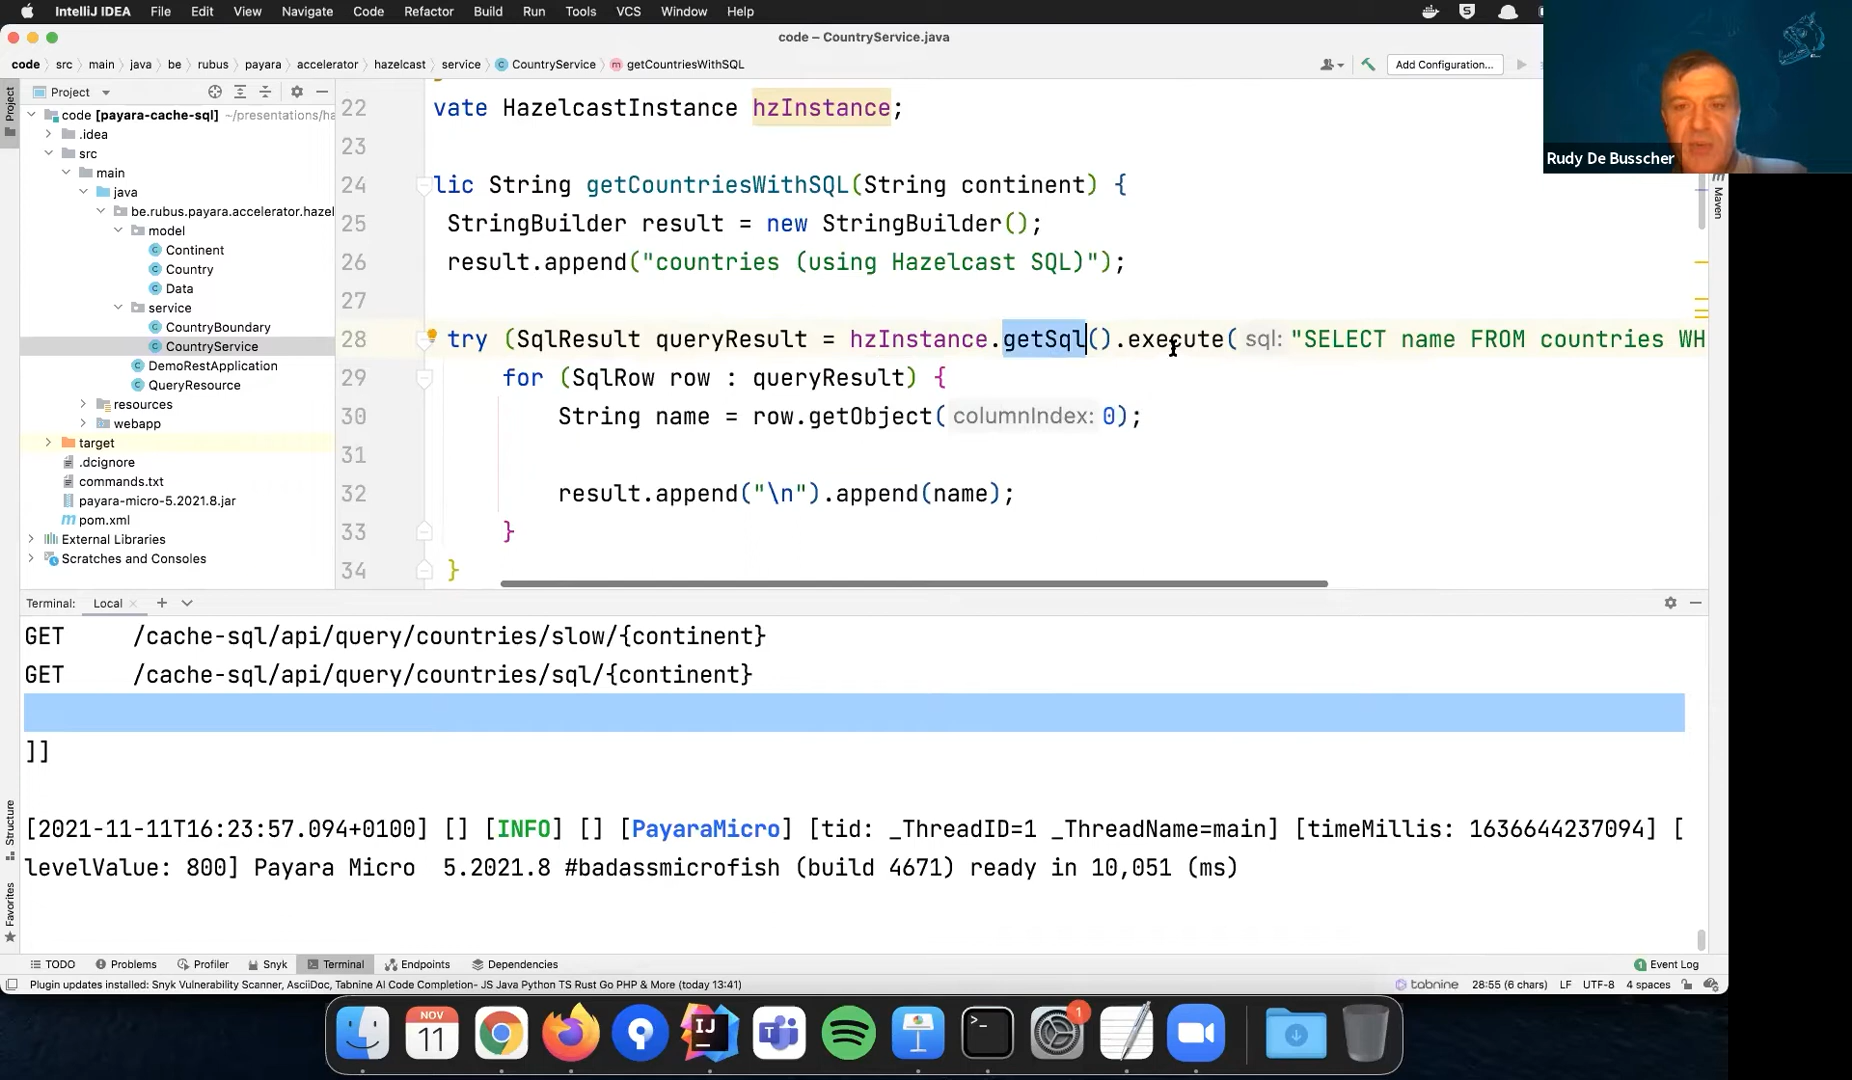 IntelliJ IDEA File Edit View Navigate Code Refactor Build Run Tools VCS Window Help
code – CountryService.java
code src main java be rubus payara accelerator hazelcast service CountryService getCountriesWithSQL
Add Configuration...
Rudy De Busscher
Project
Project
code [payara-cache-sql] ~/presentations/ha
.idea
src
main
java
be.rubus.payara.accelerator.hazel
model
Continent
Country
Data
service
CountryBoundary
CountryService
DemoRestApplication
QueryResource
resources
webapp
target
.dcignore
commands.txt
payara-micro-5.2021.8.jar
pom.xml
External Libraries
Scratches and Consoles
Maven
22 vate HazelcastInstance hzInstance;
23
24 lic String getCountriesWithSQL(String continent) {
25 StringBuilder result = new StringBuilder();
26 result.append("countries (using Hazelcast SQL)");
27
28 try (SqlResult queryResult = hzInstance.getSql().execute( sql: "SELECT name FROM countries WH
29 for (SqlRow row : queryResult) {
30 String name = row.getObject( columnIndex: 0);
31
32 result.append("\n").append(name);
33 }
34 }
Terminal: Local
GET /cache-sql/api/query/countries/slow/{continent}
GET /cache-sql/api/query/countries/sql/{continent}
]]
[2021-11-11T16:23:57.094+0100] [] [INFO] [] [PayaraMicro] [tid: _ThreadID=1 _ThreadName=main] [timeMillis: 1636644237094] [
levelValue: 800] Payara Micro 5.2021.8 #badassmicrofish (build 4671) ready in 10,051 (ms)
Structure
Favorites
TODO Problems Profiler Snyk Terminal Endpoints Dependencies
1 Event Log
Plugin updates installed: Snyk Vulnerability Scanner, AsciiDoc, Tabnine AI Code Completion- JS Java Python TS Rust Go PHP & More (today 13:41)
tabnine 28:55 (6 chars) LF UTF-8 4 spaces
NOV
11
IJ
1